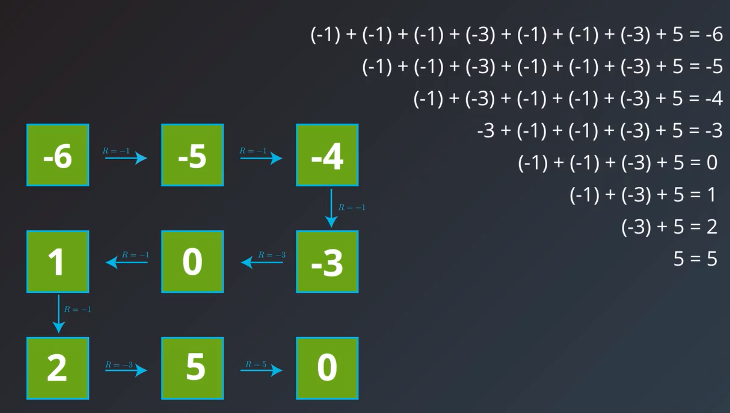 (-1) + (-1) + (-1) + (-3) + (-1) + (-1) + (-3) + 5 = -6
(-1) + (-1) + (-3) + (-1) + (-1) + (-3) + 5 = -5
(-1) + (-3) + (-1) + (-1) + (-3) + 5 = -4
-3 + (-1) + (-1) + (-3) + 5 = -3
(-1) + (-1) + (-3) + 5 = 0
(-1) + (-3) + 5 = 1
(-3) + 5 = 2
5 = 5
-6 R = -1 -5 R = -1 -4
R = -1
1 R = -1 0 R = -3 -3
R = -1
2 R = -3 5 R - 5 0